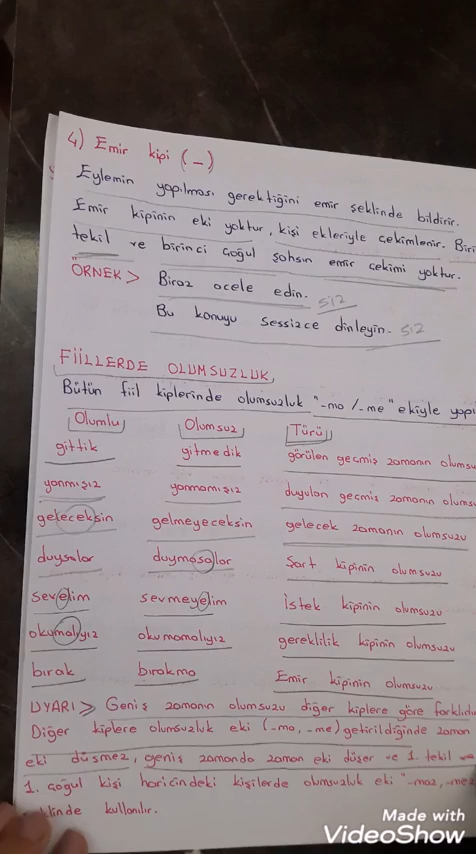 4) Emir kipi (-)
Eylemin yapılması gerektiğini emir şeklinde bildirir.
Emir kipinin eki yoktur, kişi ekleriyle çekimlenir. Biri
tekil ve birinci çoğul şahsın emir çekimi yoktur.
ÖRNEK> Biraz acele edin. siz
Bu konuyu sessizce dinleyin. siz
FİİLLERDE OLUMSUZLUK
Bütün fiil kiplerinde olumsuzluk "-ma/-me" ekiyle yapı
Olumlu Olumsuz Türü
gittik gitmedik görülen geçmiş zamanın olumsu
yanmışız yanmamışız duyulan geçmiş zamanın olumsu
geleceksin gelmeyeceksin gelecek zamanın olumsuzu
duysalar duymasalar Şart kipinin olumsuzu
sevelim sevmeyelim İstek kipinin olumsuzu
okumalıyız okumamalıyız gereklilik kipinin olumsuzu
bırak bırakma Emir kipinin olumsuzu
UYARI> Geniş zamanın olumsuzu diğer kiplere göre farklıdı
Diğer kiplere olumsuzluk eki (-ma, -me) getirildiğinde zaman
eki düşmez, geniş zamanda zaman eki düşer ve 1. tekil ve
1. çoğul kişi haricindeki kişilerde olumsuzluk eki "-maz, -mez
klinde kullanılır.
Made with
VideoShow